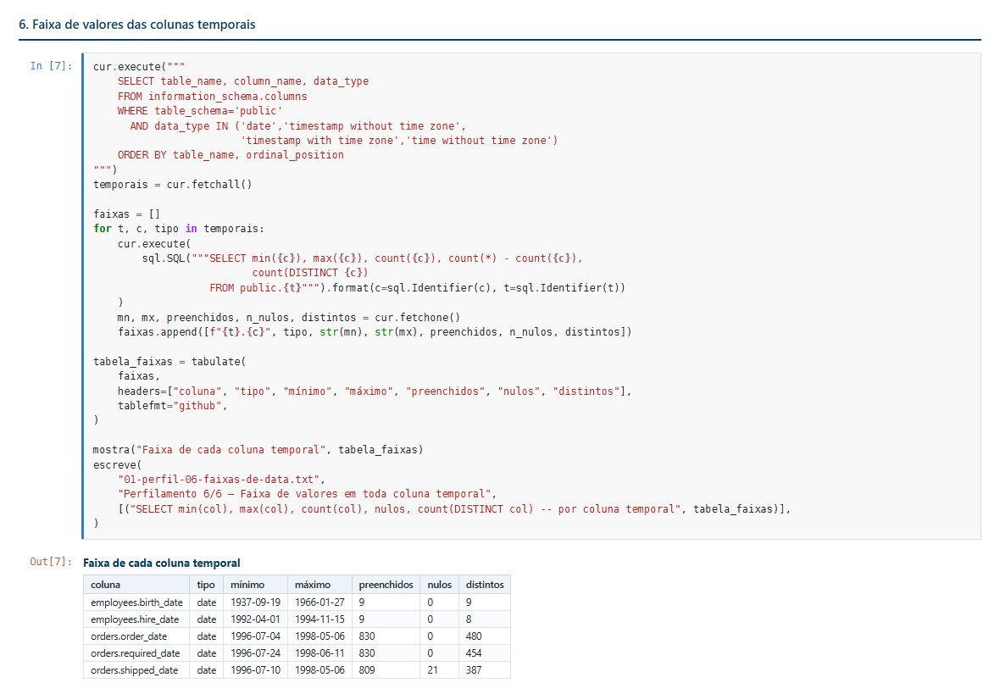 6. Faixa de valores das colunas temporais
In [7]:
cur.execute("""
    SELECT table_name, column_name, data_type
    FROM information_schema.columns
    WHERE table_schema='public'
      AND data_type IN ('date','timestamp without time zone',
                        'timestamp with time zone','time without time zone')
    ORDER BY table_name, ordinal_position
""")
temporais = cur.fetchall()

faixas = []
for t, c, tipo in temporais:
    cur.execute(
        sql.SQL("""SELECT min({c}), max({c}), count({c}), count(*) - count({c}),
                          count(DISTINCT {c})
                   FROM public.{t}""").format(c=sql.Identifier(c), t=sql.Identifier(t))
    )
    mn, mx, preenchidos, n_nulos, distintos = cur.fetchone()
    faixas.append([f"{t}.{c}", tipo, str(mn), str(mx), preenchidos, n_nulos, distintos])

tabela_faixas = tabulate(
    faixas,
    headers=["coluna", "tipo", "mínimo", "máximo", "preenchidos", "nulos", "distintos"],
    tablefmt="github",
)

mostra("Faixa de cada coluna temporal", tabela_faixas)
escreve(
    "01-perfil-06-faixas-de-data.txt",
    "Perfilamento 6/6 — Faixa de valores em toda coluna temporal",
    [("SELECT min(col), max(col), count(col), nulos, count(DISTINCT col) -- por coluna temporal", tabela_faixas)],
)
Out[7]:
Faixa de cada coluna temporal
coluna tipo mínimo máximo preenchidos nulos distintos
employees.birth_date date 1937-09-19 1966-01-27 9 0 9
employees.hire_date date 1992-04-01 1994-11-15 9 0 8
orders.order_date date 1996-07-04 1998-05-06 830 0 480
orders.required_date date 1996-07-24 1998-06-11 830 0 454
orders.shipped_date date 1996-07-10 1998-05-06 809 21 387